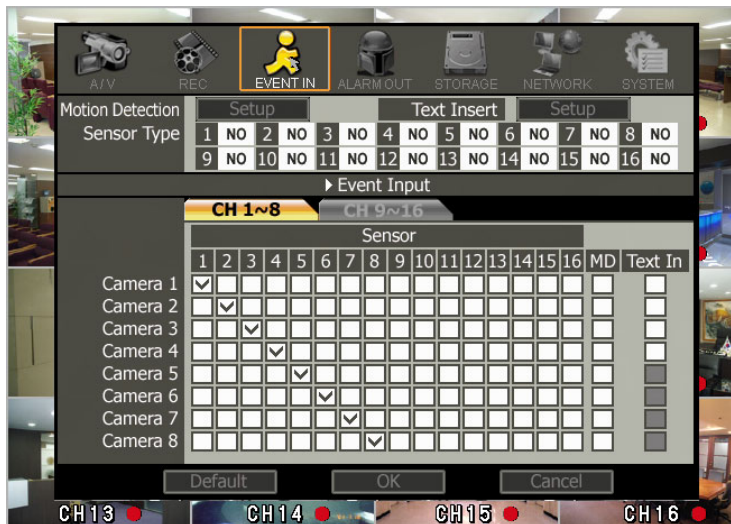 A/V REC EVENT IN ALARM OUT STORAGE NETWORK SYSTEM
Motion Detection Setup Text Insert Setup
Sensor Type 1 NO 2 NO 3 NO 4 NO 5 NO 6 NO 7 NO 8 NO
9 NO 10 NO 11 NO 12 NO 13 NO 14 NO 15 NO 16 NO
Event Input
CH 1~8 CH 9~16
Sensor
1 2 3 4 5 6 7 8 9 10 11 12 13 14 15 16 MD Text In
Camera 1
Camera 2
Camera 3
Camera 4
Camera 5
Camera 6
Camera 7
Camera 8
Default OK Cancel
CH13 CH14 CH15 CH16